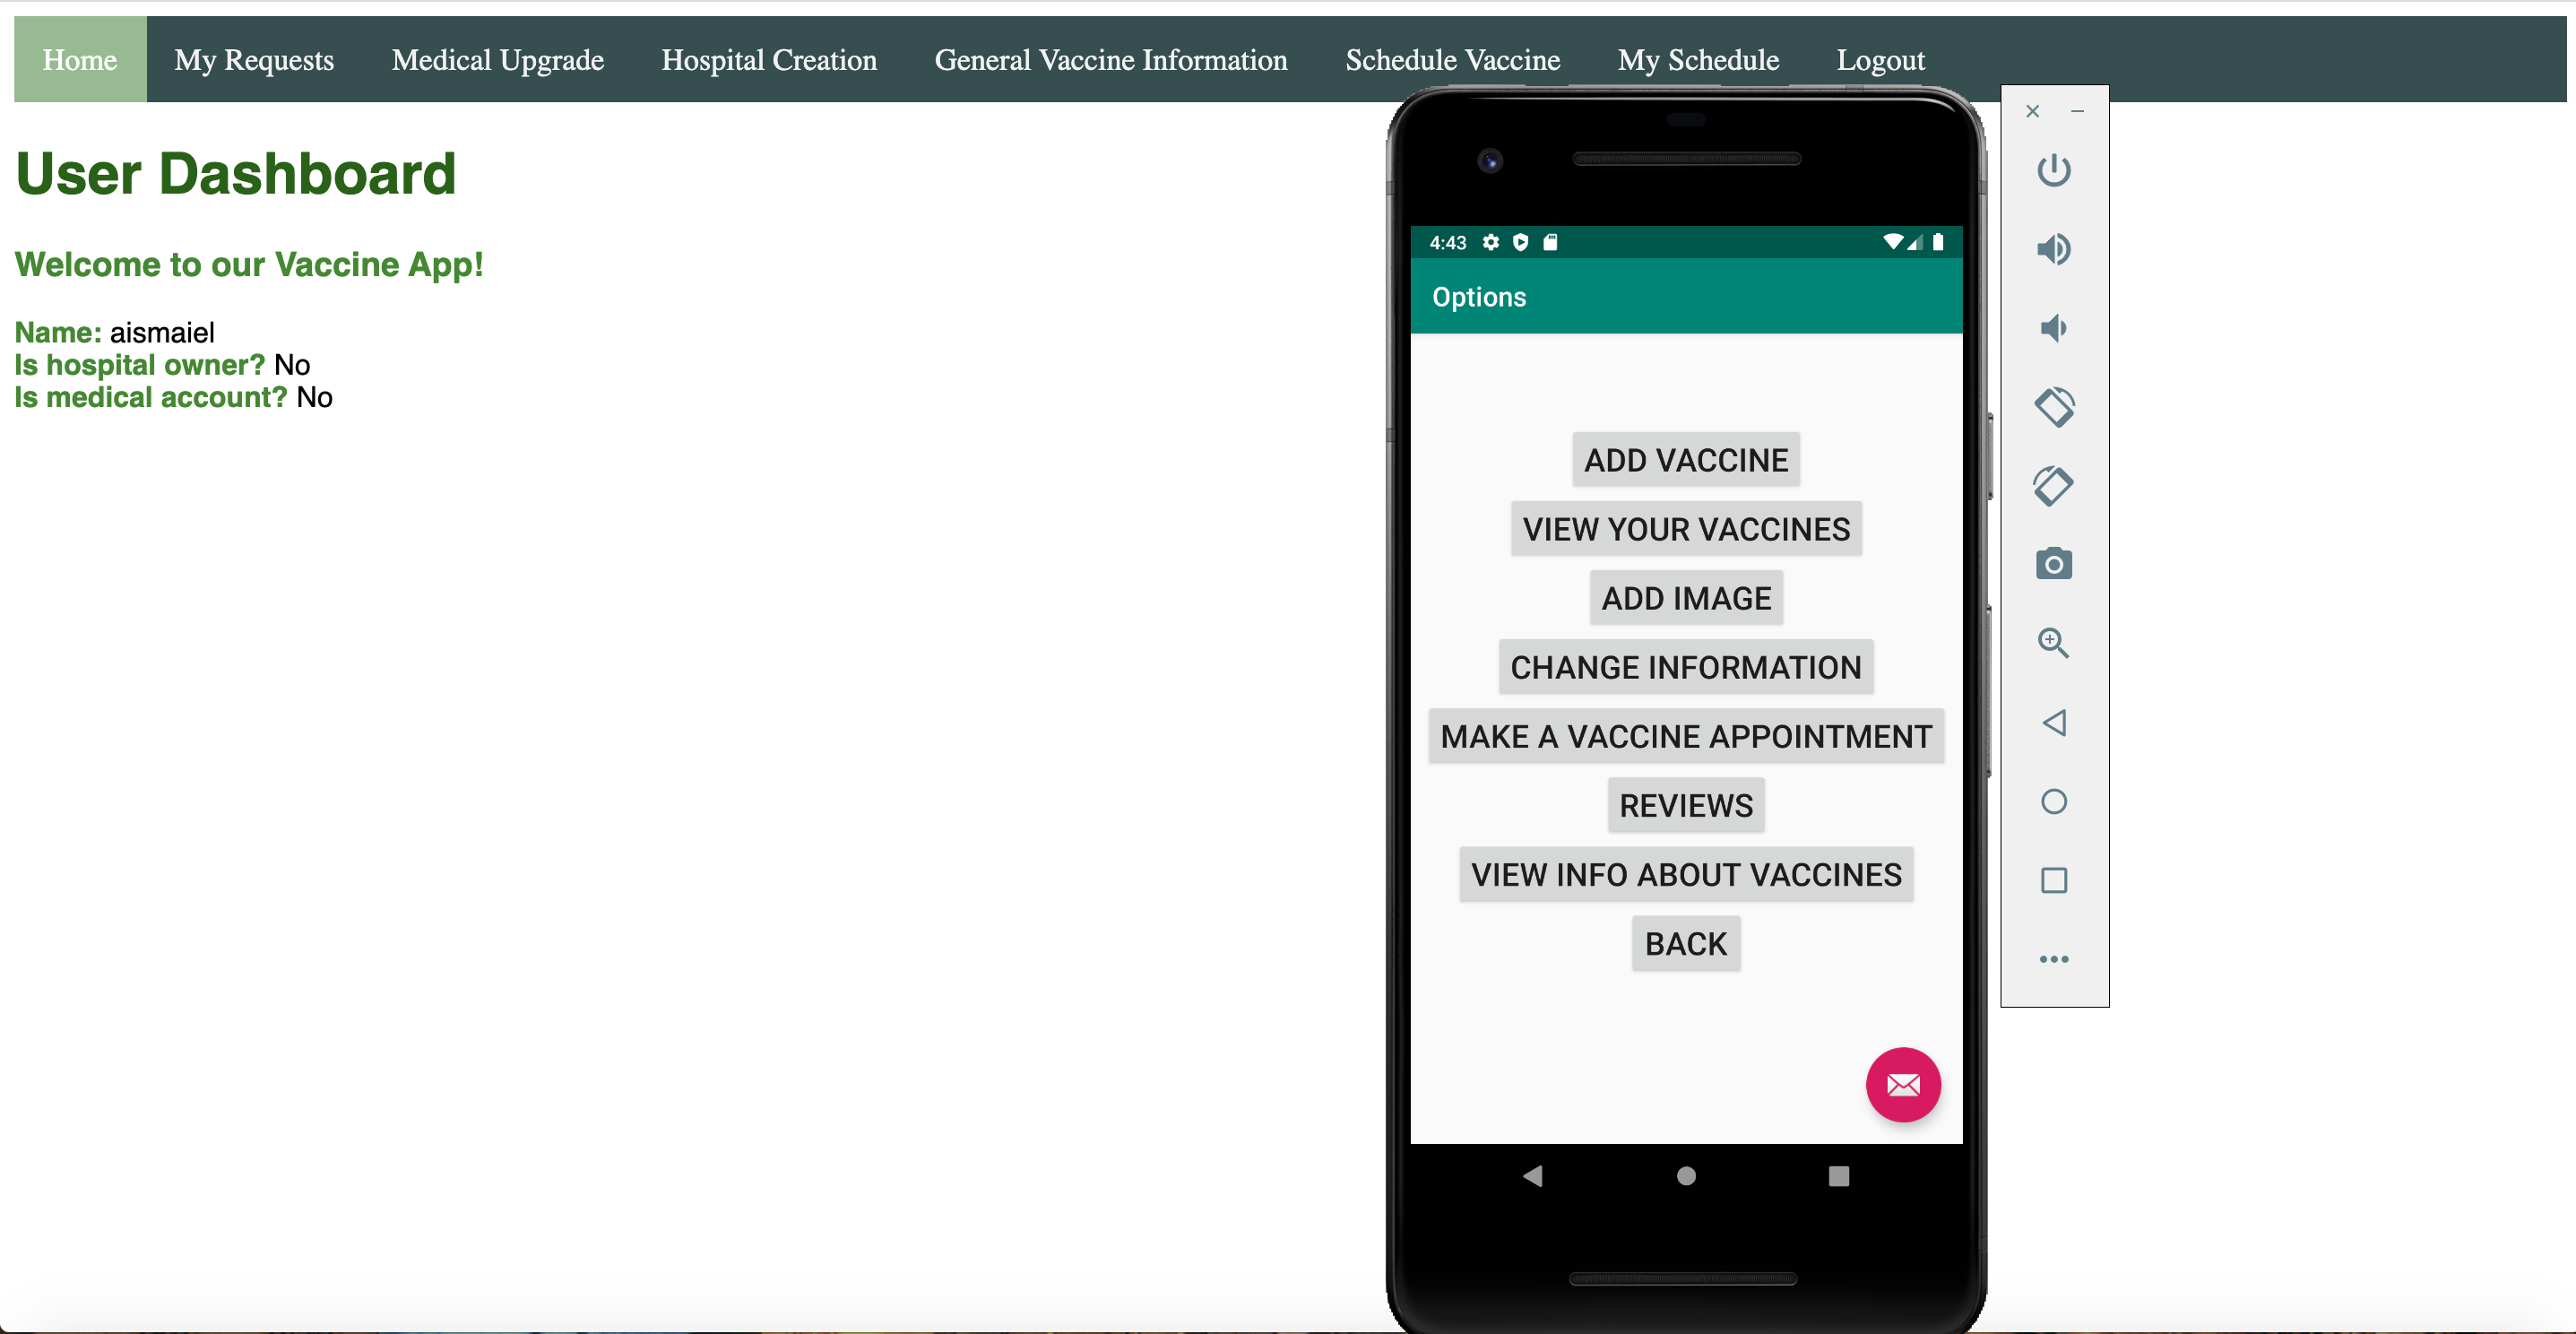 Home My Requests Medical Upgrade Hospital Creation General Vaccine Information Schedule Vaccine My Schedule Logout
User Dashboard
Welcome to our Vaccine App!
Name: aismaiel
Is hospital owner? No
Is medical account? No
4:43
Options
ADD VACCINE
VIEW YOUR VACCINES
ADD IMAGE
CHANGE INFORMATION
MAKE A VACCINE APPOINTMENT
REVIEWS
VIEW INFO ABOUT VACCINES
BACK